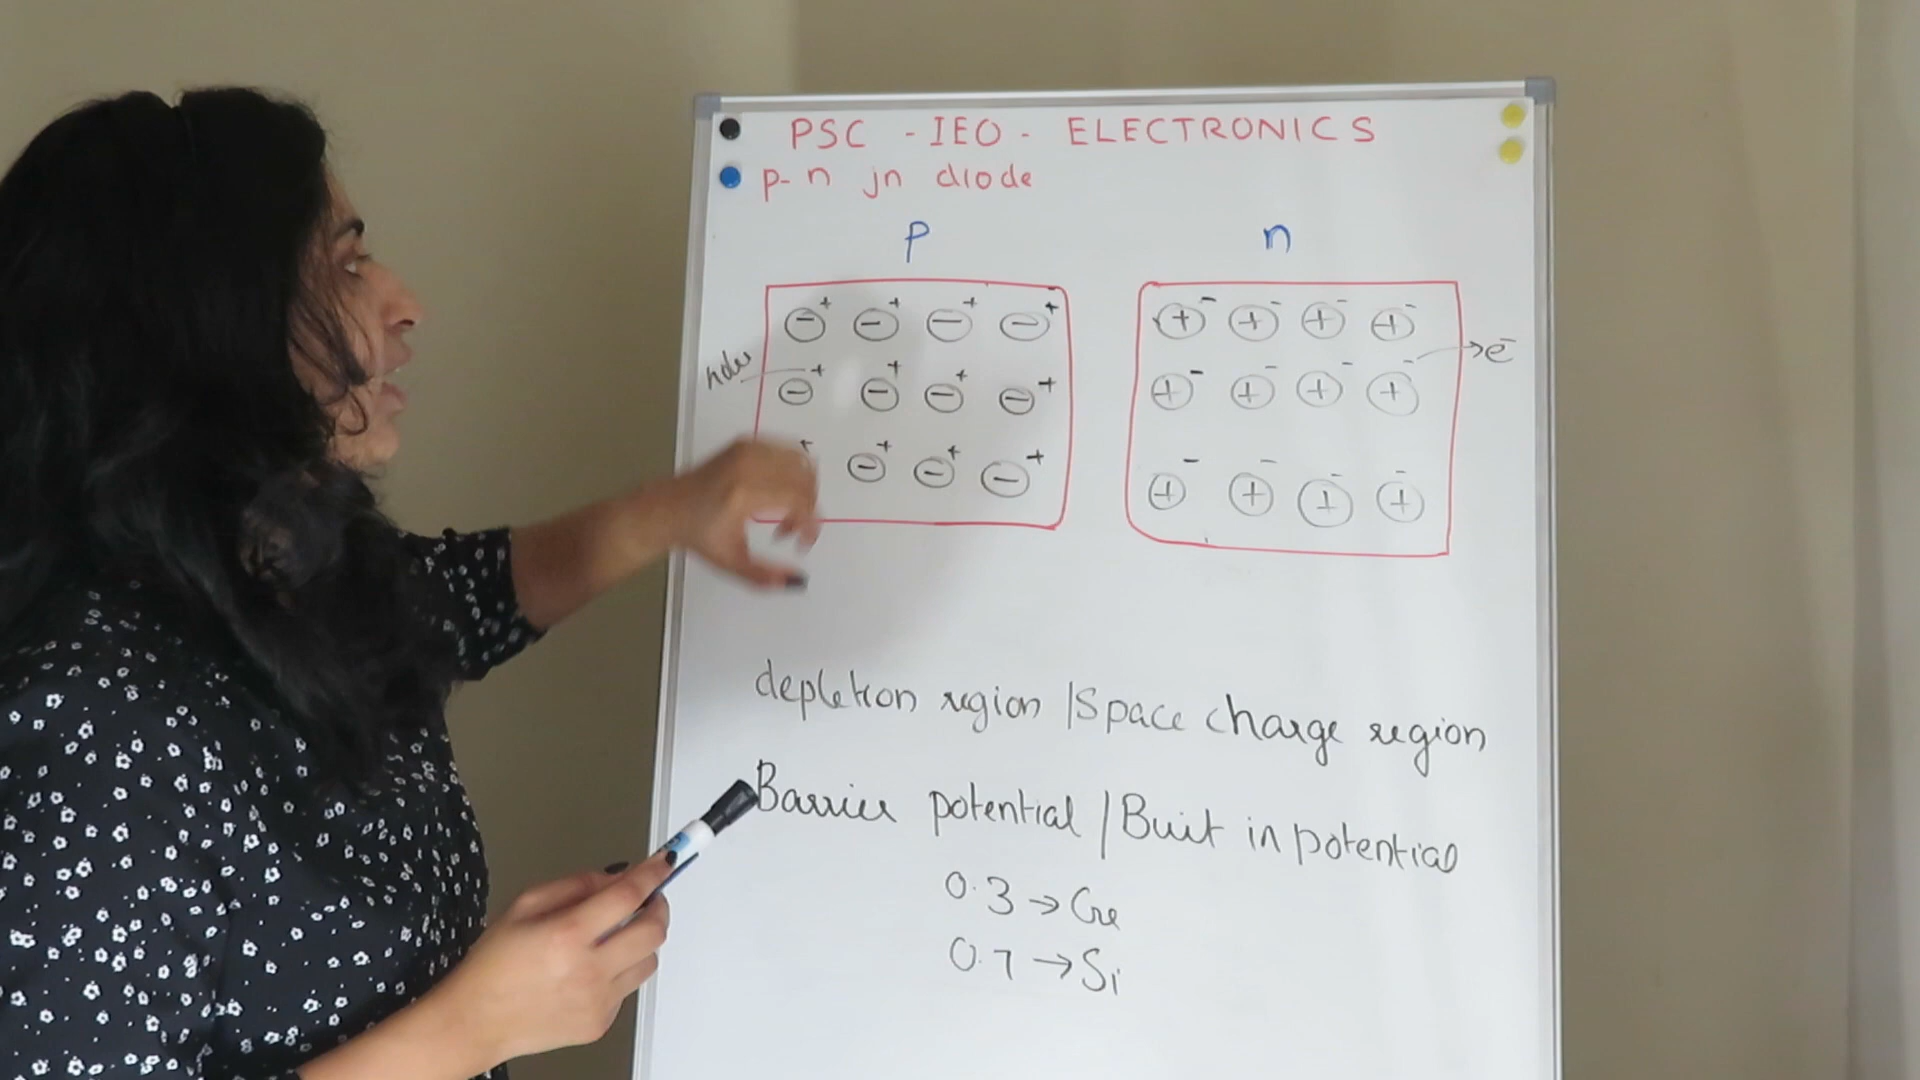 PSC - IEO - ELECTRONICS
p-n jn diode
p
n
holes
e⁻
depletion region / Space charge region
Barrier potential / Built in potential
0.3 → Ge
0.7 → Si